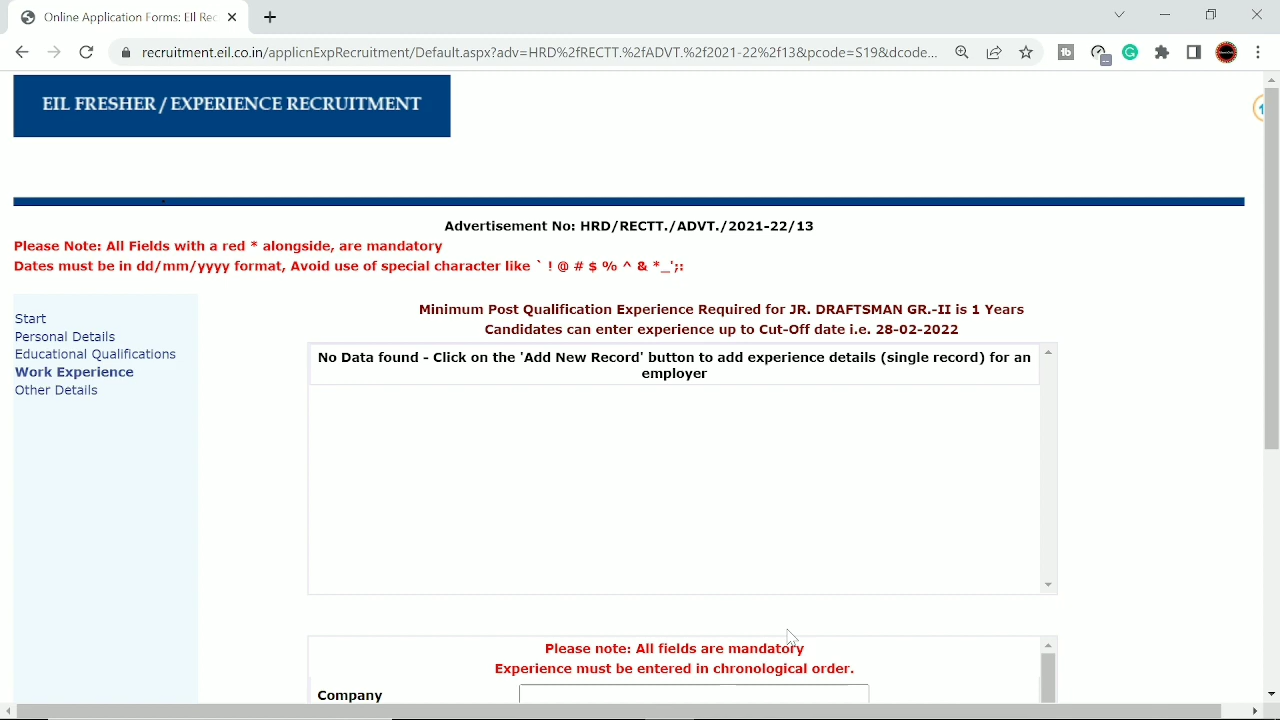 Online Application Forms: EIl Rec
recruitment.eil.co.in/applicnExpRecruitment/Default.aspx?adv=HRD%2fRECTT.%2fADVT.%2f2021-22%2f13&pcode=S19&dcode...
EIL FRESHER / EXPERIENCE RECRUITMENT
Advertisement No: HRD/RECTT./ADVT./2021-22/13
Please Note: All Fields with a red * alongside, are mandatory
Dates must be in dd/mm/yyyy format, Avoid use of special character like ` ! @ # $ % ^ & *_';:
Start
Personal Details
Educational Qualifications
Work Experience
Other Details
Minimum Post Qualification Experience Required for JR. DRAFTSMAN GR.-II is 1 Years
Candidates can enter experience up to Cut-Off date i.e. 28-02-2022
No Data found - Click on the 'Add New Record' button to add experience details (single record) for an
employer
Please note: All fields are mandatory
Experience must be entered in chronological order.
Company